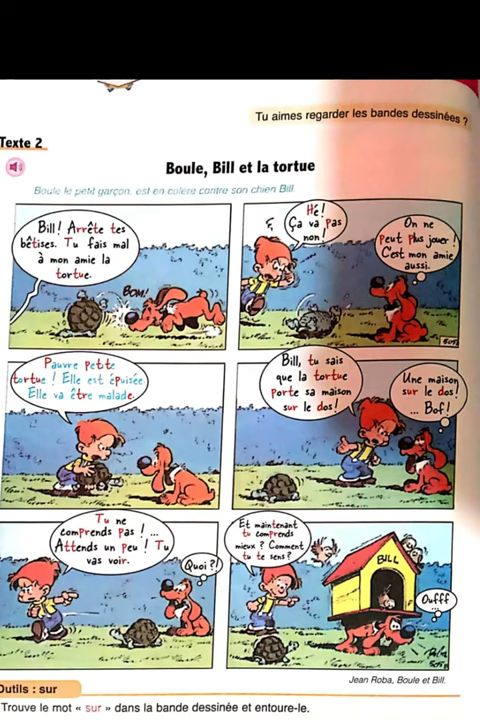 Tu aimes regarder les bandes dessinées ?
Texte 2
Boule, Bill et la tortue
Boule le petit garçon, est en colère contre son chien Bill.
Bill! Arrête tes
bêtises. Tu fais mal
à mon amie la
tortue.
BOM!
Hé!
Ça va pas
non!
On ne
peut plus jouer!
C'est mon amie
aussi.
Pauvre petite
tortue! Elle est épuisée
Elle va être malade.
Bill, tu sais
que la tortue
porte sa maison
sur le dos!
Une maison
sur le dos!
... Bof!
Tu ne
comprends pas! ...
Attends un peu! Tu
vas voir.
Quoi?!
Et maintenant
tu comprends
mieux? Comment
tu te sens?
BILL
Oufff
...
Jean Roba, Boule et Bill.
Outils : sur
Trouve le mot « sur » dans la bande dessinée et entoure-le.